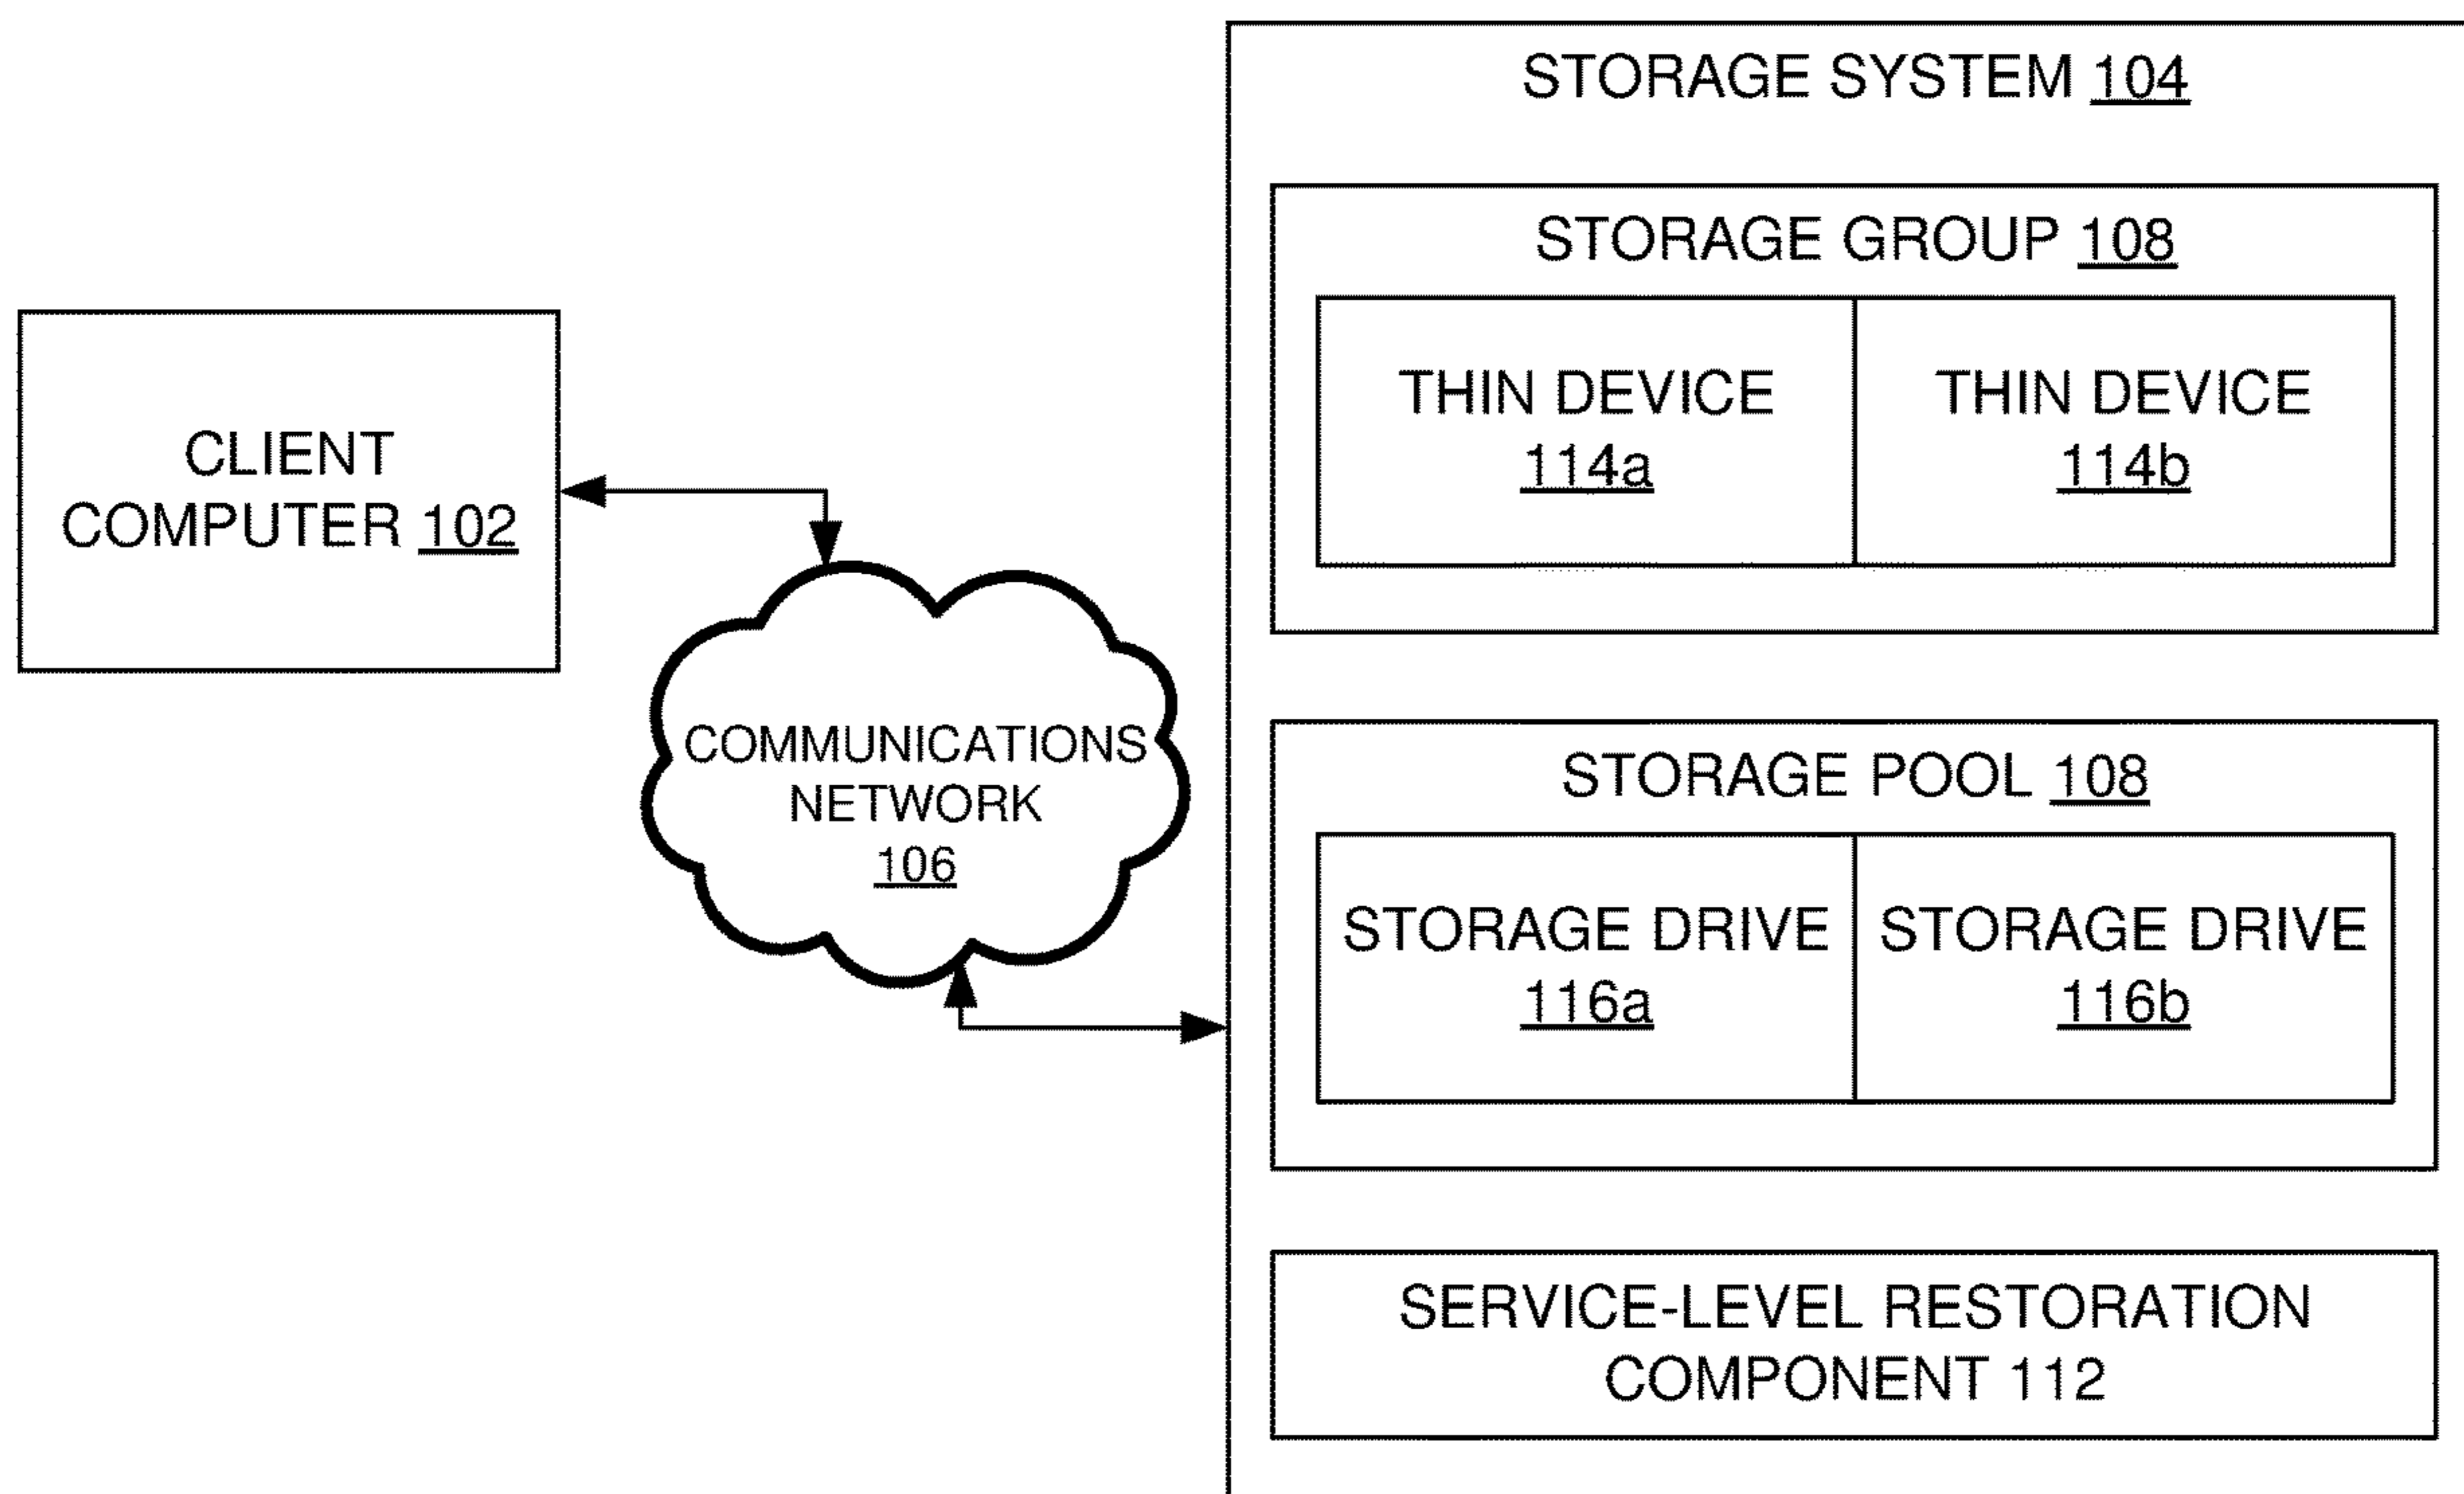 STORAGE SYSTEM 104
STORAGE GROUP 108
THIN DEVICE
114a
THIN DEVICE
114b
CLIENT
COMPUTER 102
COMMUNICATIONS
NETWORK
106
STORAGE POOL 108
STORAGE DRIVE
116a
STORAGE DRIVE
116b
SERVICE-LEVEL RESTORATION
COMPONENT 112